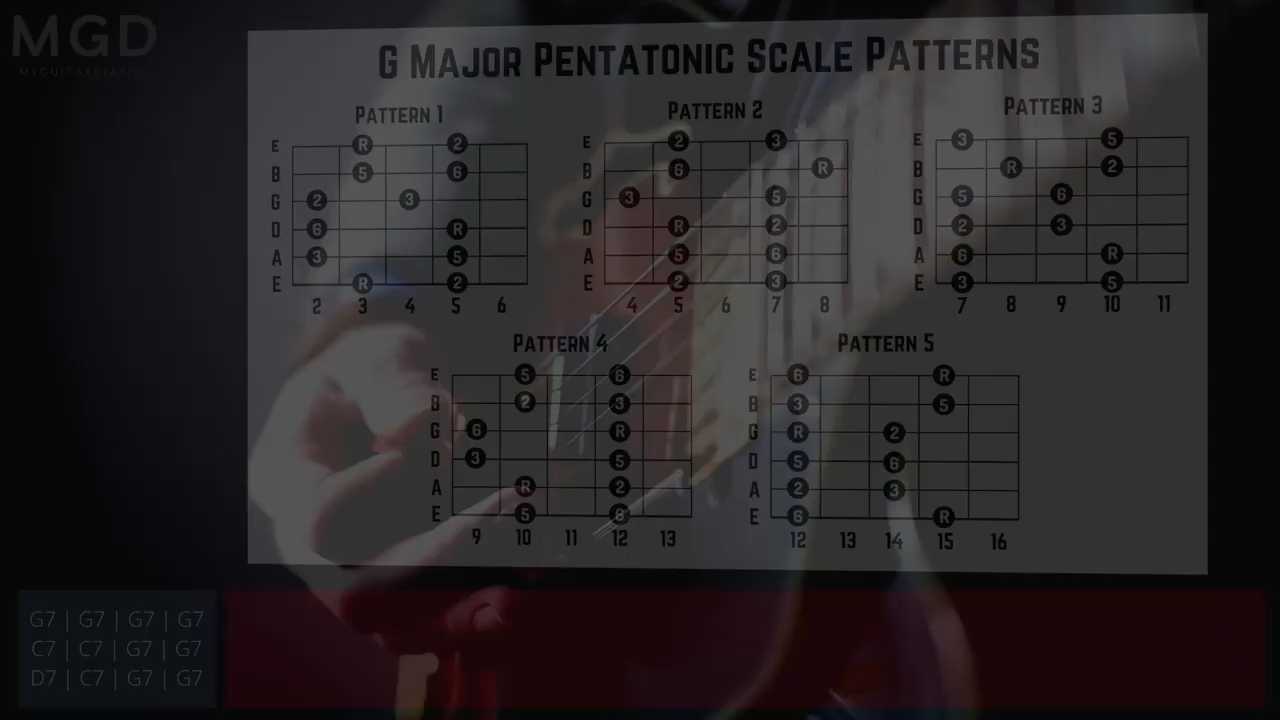 MGD
G Major Pentatonic Scale Patterns
Pattern 1
E R 2
B 5 6
G 2 3
D 6 R
A 3 5
E R 2
2 3 4 5 6
Pattern 2
E 2 3
B 6 R
G 3 5
D R 2
A 5 6
E 2 3
4 5 6 7 8
Pattern 3
E 3 5
B R 2
G 5 6
D 2 3
A 6 R
E 3 5
7 8 9 10 11
Pattern 4
E 5 6
B 2 3
G 6 R
D 3 5
A R 2
E 5 6
9 10 11 12 13
Pattern 5
E 6 R
B 3 5
G R 2
D 5 6
A 2 3
E 6 R
12 13 14 15 16
G7 | G7 | G7 | G7
C7 | C7 | G7 | G7
D7 | C7 | G7 | G7